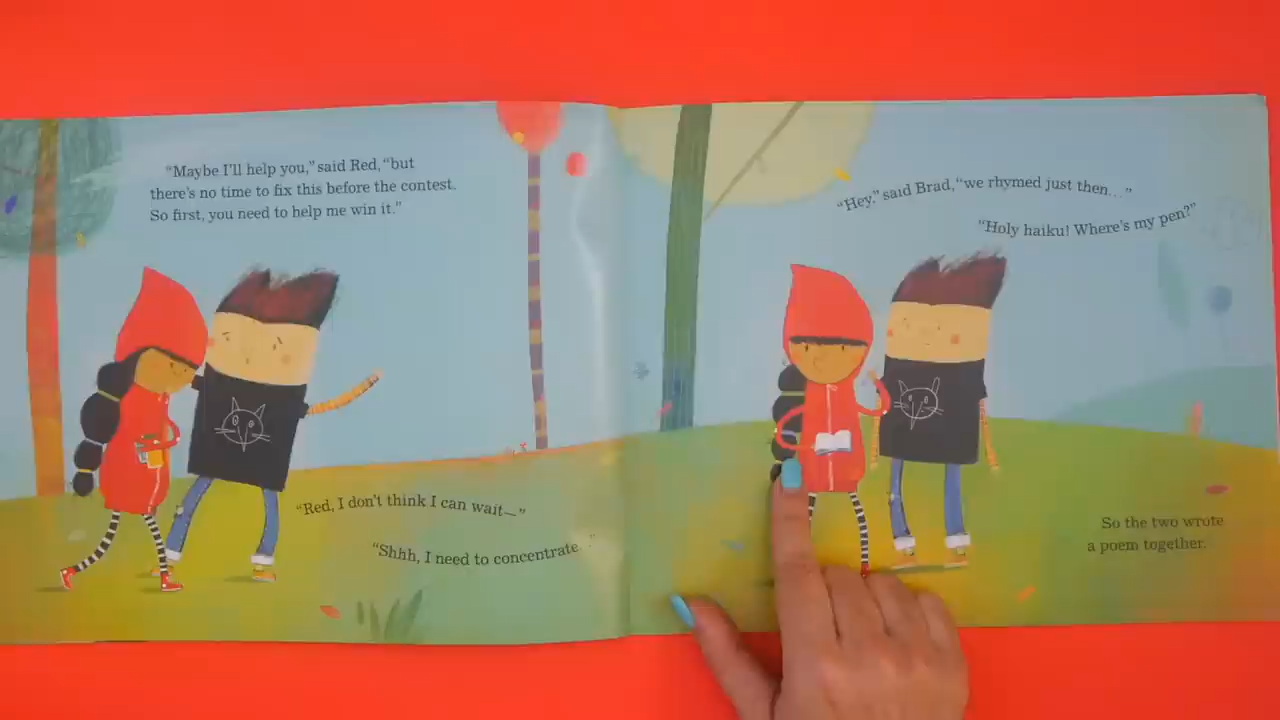 “Maybe I’ll help you,” said Red, “but
there’s no time to fix this before the contest.
So first, you need to help me win it.”
“Red, I don’t think I can wait—”
“Shhh, I need to concentrate...”
“Hey,” said Brad, “we rhymed just then...”
“Holy haiku! Where’s my pen?”
So the two wrote
a poem together.